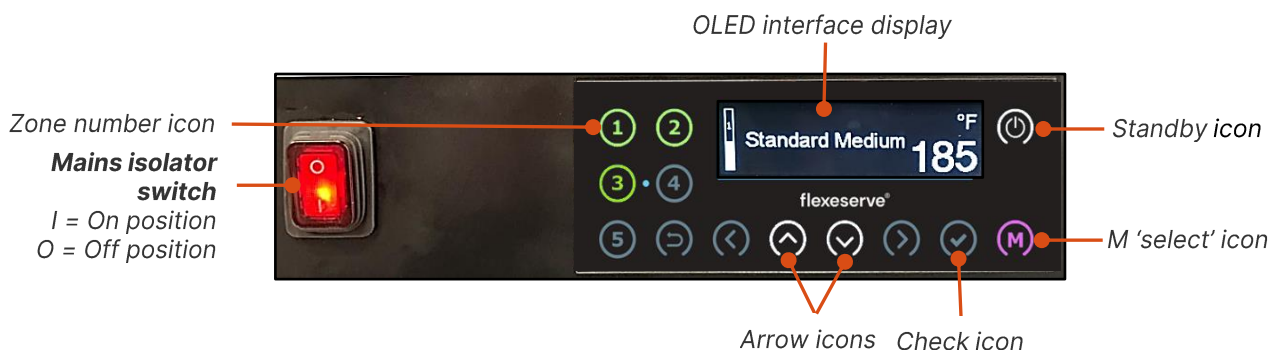 OLED interface display
Zone number icon
Mains isolator
switch
I = On position
O = Off position
O
I
1 2
3 4
5
1
Standard Medium
°F
185
flexeserve®
M
Standby icon
M ‘select’ icon
Arrow icons
Check icon